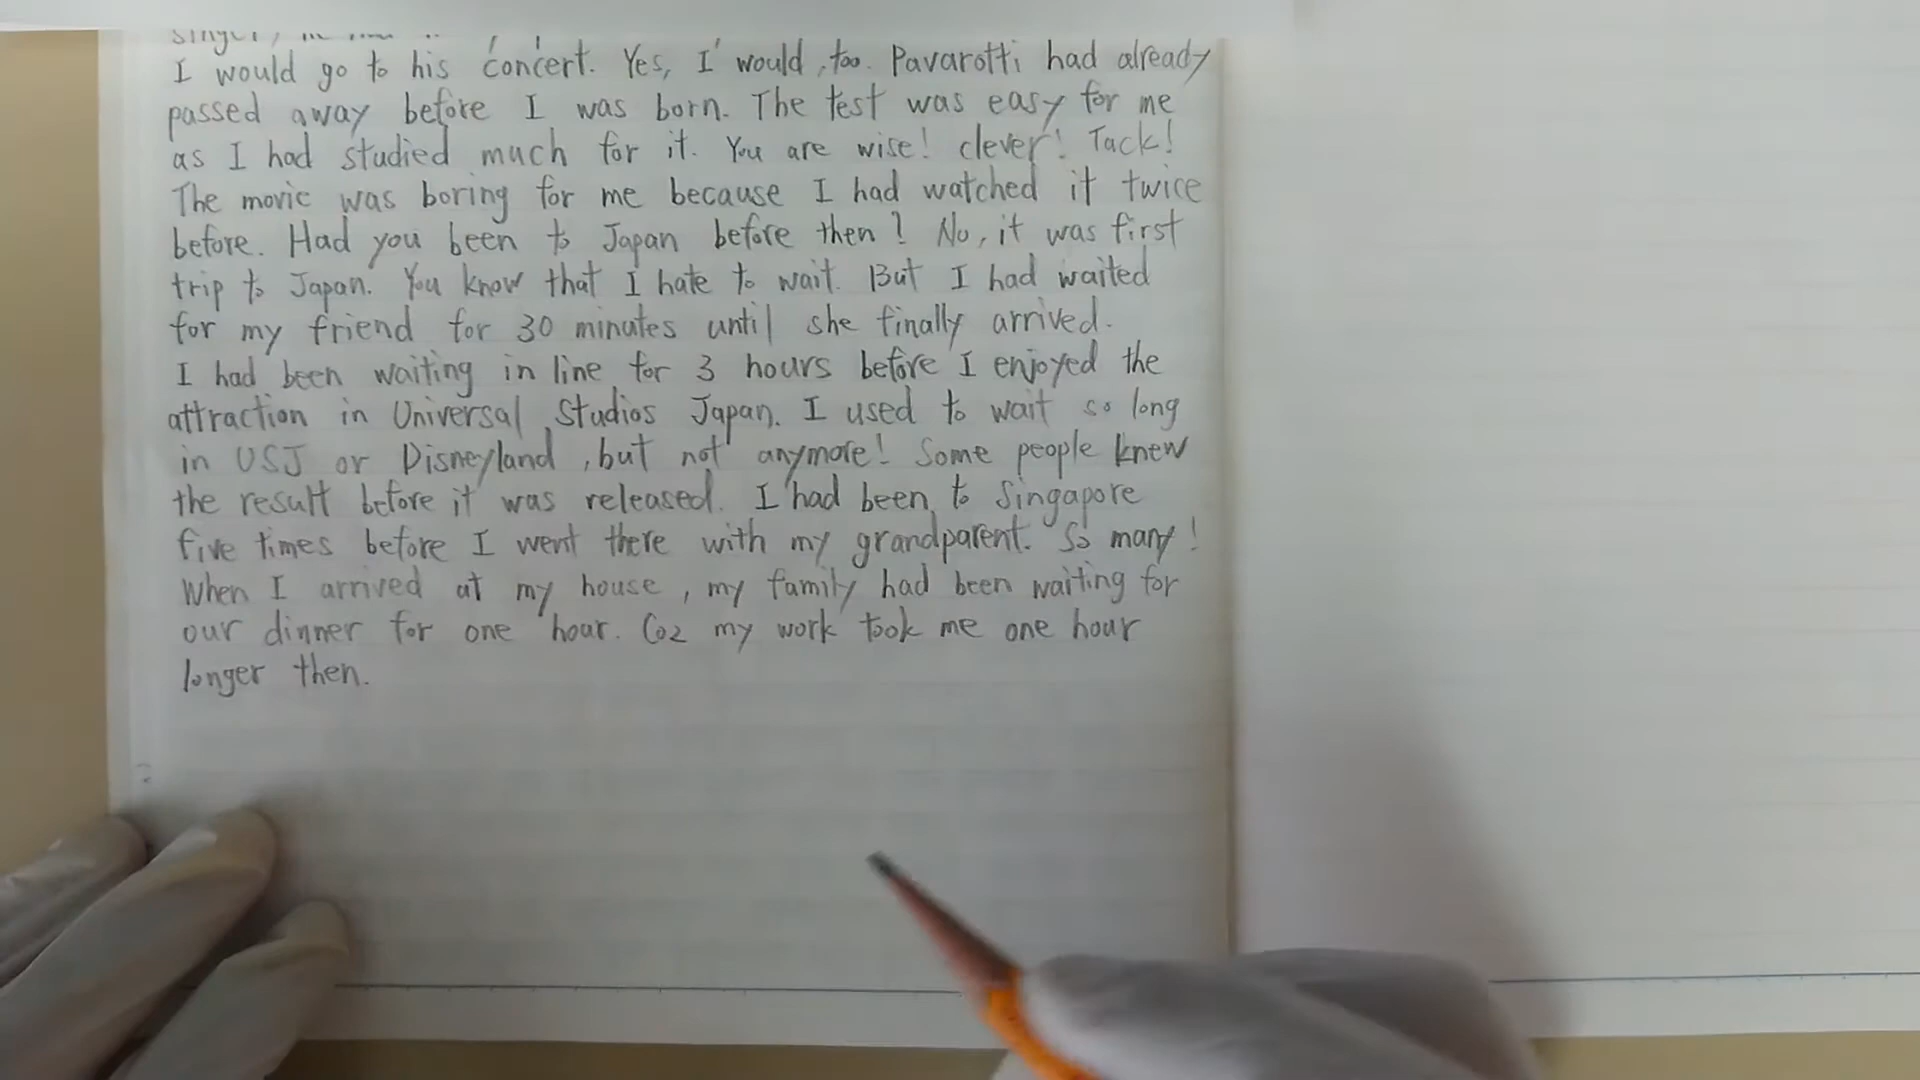 singer,
I would go to his concert. Yes, I would, too. Pavarotti had already
passed away before I was born. The test was easy for me
as I had studied much for it. You are wise! clever! Tack!
The movie was boring for me because I had watched it twice
before. Had you been to Japan before then? No, it was first
trip to Japan. You know that I hate to wait. But I had waited
for my friend for 30 minutes until she finally arrived.
I had been waiting in line for 3 hours before I enjoyed the
attraction in Universal Studios Japan. I used to wait so long
in USJ or Disneyland, but not anymore! Some people knew
the result before it was released. I had been to Singapore
five times before I went there with my grandparent. So many!
When I arrived at my house, my family had been waiting for
our dinner for one hour. Coz my work took me one hour
longer then.